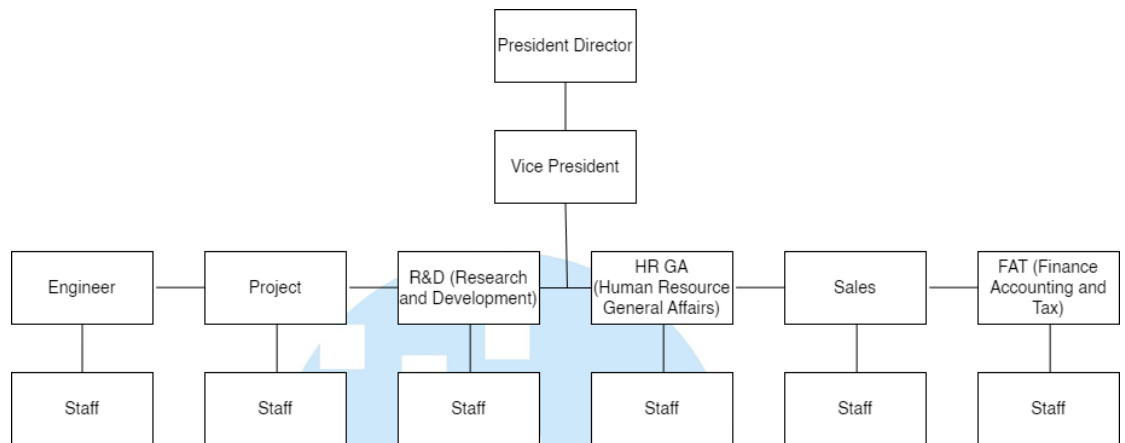 President Director
Vice President
Engineer
Project
R&D (Research
and Development)
HR GA
(Human Resource
General Affairs)
Sales
FAT (Finance
Accounting and
Tax)
Staff
Staff
Staff
Staff
Staff
Staff